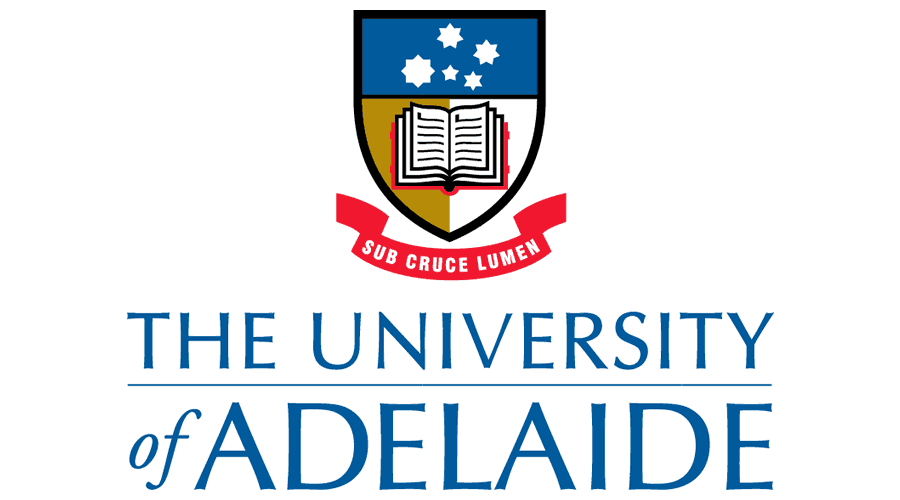 SUB CRUCE LUMEN
THE UNIVERSITY
of ADELAIDE